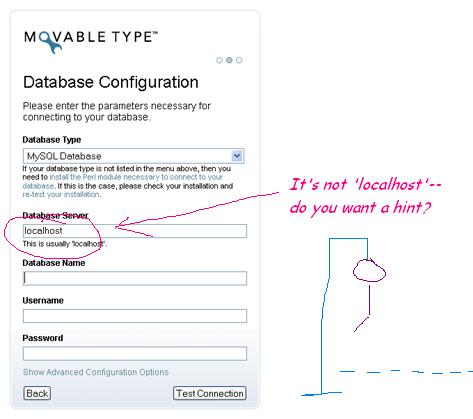 MOVABLE TYPE™
Database Configuration
Please enter the parameters necessary for
connecting to your database.
Database Type
MySQL Database
If your database type is not listed in the menu above, then you
need to install the Perl module necessary to connect to your
database. If this is the case, please check your installation and
re-test your installation.
Database Server
localhost
This is usually 'localhost'.
Database Name
Username
Password
Show Advanced Configuration Options
Back
Test Connection
It's not 'localhost'--
do you want a hint?